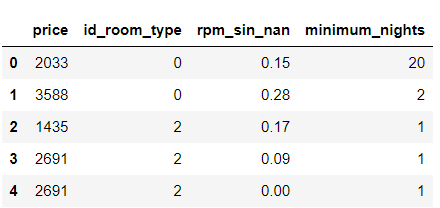 price id_room_type rpm_sin_nan minimum_nights
0 2033 0 0.15 20
1 3588 0 0.28 2
2 1435 2 0.17 1
3 2691 2 0.09 1
4 2691 2 0.00 1